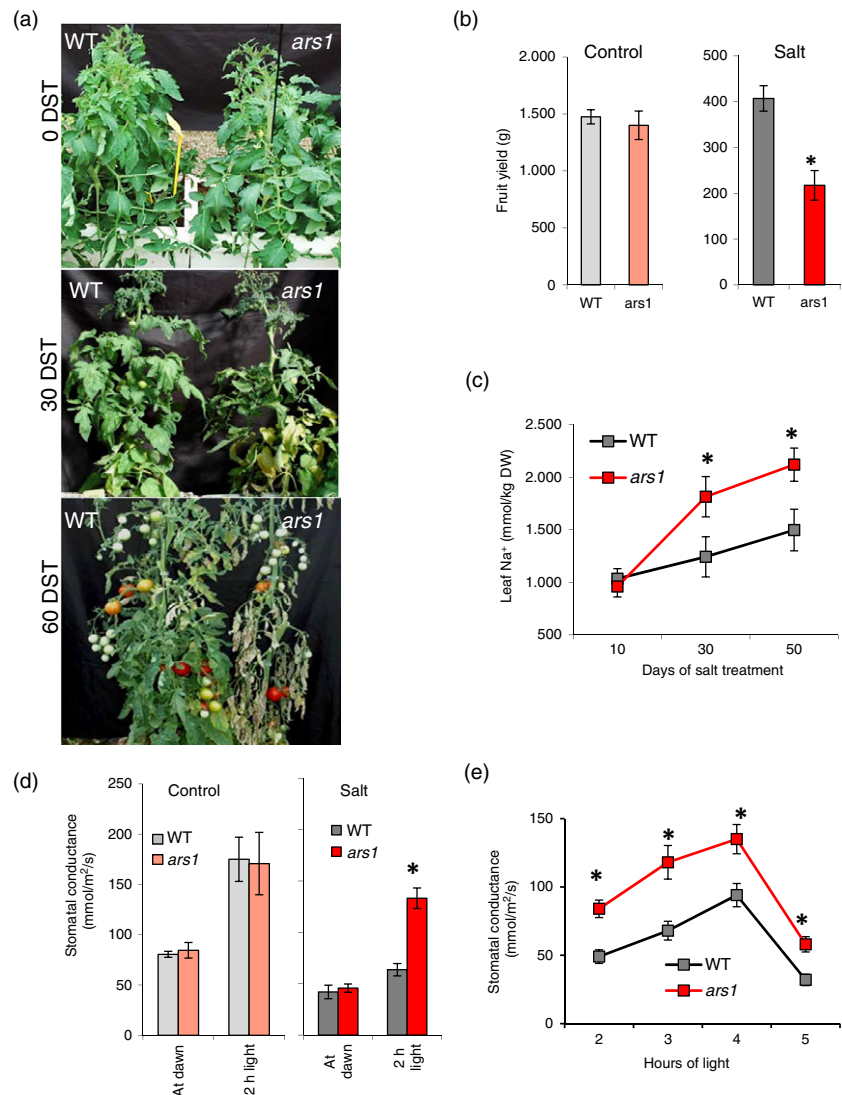 (a)
WT
ars1
0 DST
WT
ars1
30 DST
WT
ars1
60 DST
(b)
Control
Salt
Fruit yield (g)
2.000
1.500
1.000
500
0
WT
ars1
500
400
300
200
100
0
*
WT
ars1
(c)
Leaf Na⁺ (mmol/kg DW)
2.500
2.000
1.500
1.000
500
WT
ars1
*
*
10
30
50
Days of salt treatment
(d)
Stomatal conductance
(mmol/m²/s)
250
200
150
100
50
0
Control
WT
ars1
At dawn
2 h light
Salt
WT
ars1
*
At
dawn
2 h
light
(e)
Stomatal conductance
(mmol/m²/s)
150
100
50
0
*
*
*
*
WT
ars1
2
3
4
5
Hours of light